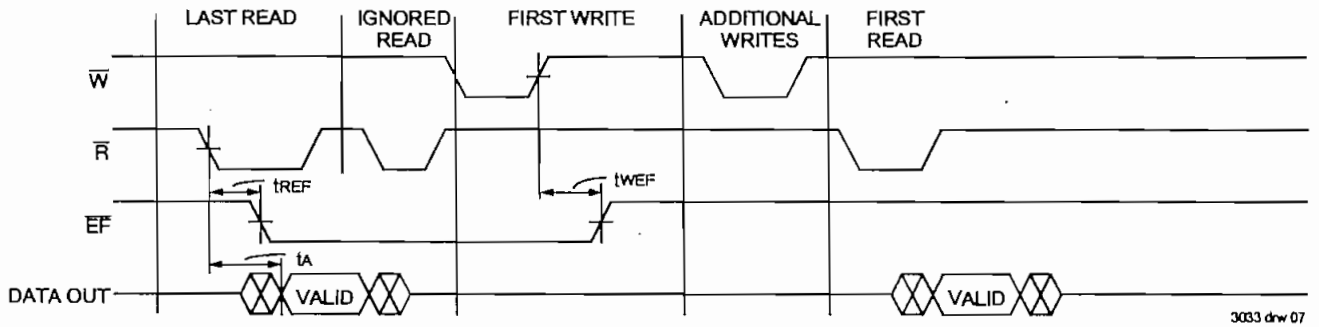 LAST READ
IGNORED
READ
FIRST WRITE
ADDITIONAL
WRITES
FIRST
READ
W̅
R̅
tREF
tWEF
E̅F̅
tA
DATA OUT
VALID
VALID
3033 drw 07